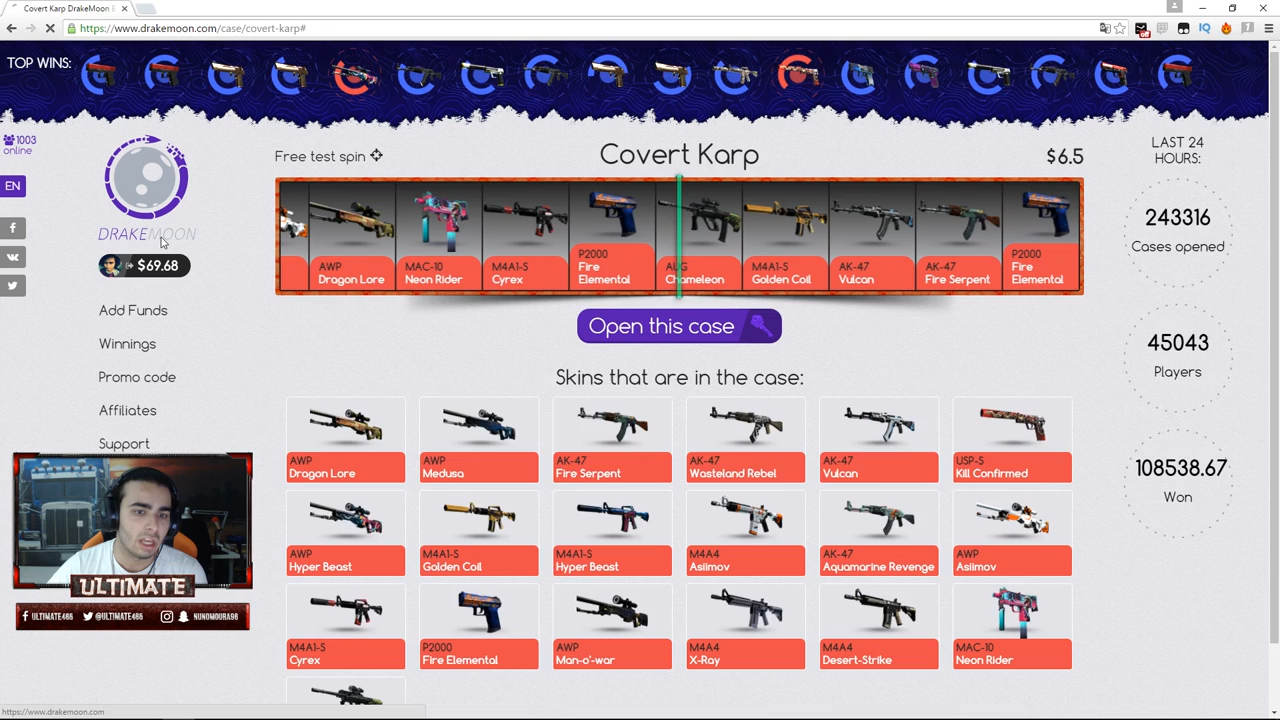 Covert Karp DrakeMoon E
https://www.drakemoon.com/case/covert-karp#
TOP WINS:
1003
online
EN
DRAKEMOON
$69.68
Add Funds
Winnings
Promo code
Affiliates
Support
Free test spin
Covert Karp
$6.5
AWP
Dragon Lore
MAC-10
Neon Rider
M4A1-S
Cyrex
P2000
Fire
Elemental
AUG
Chameleon
M4A1-S
Golden Coil
AK-47
Vulcan
AK-47
Fire Serpent
P2000
Fire
Elemental
Open this case
Skins that are in the case:
AWP
Dragon Lore
AWP
Medusa
AK-47
Fire Serpent
AK-47
Wasteland Rebel
AK-47
Vulcan
USP-S
Kill Confirmed
AWP
Hyper Beast
M4A1-S
Golden Coil
M4A1-S
Hyper Beast
M4A4
Asiimov
AK-47
Aquamarine Revenge
AWP
Asiimov
M4A1-S
Cyrex
P2000
Fire Elemental
AWP
Man-o'-war
M4A4
X-Ray
M4A4
Desert-Strike
MAC-10
Neon Rider
LAST 24
HOURS:
243316
Cases opened
45043
Players
108538.67
Won
ULTIMATE
ULTIMATE466 @ULTIMATE466 NUNOMOURA96
https://www.drakemoon.com